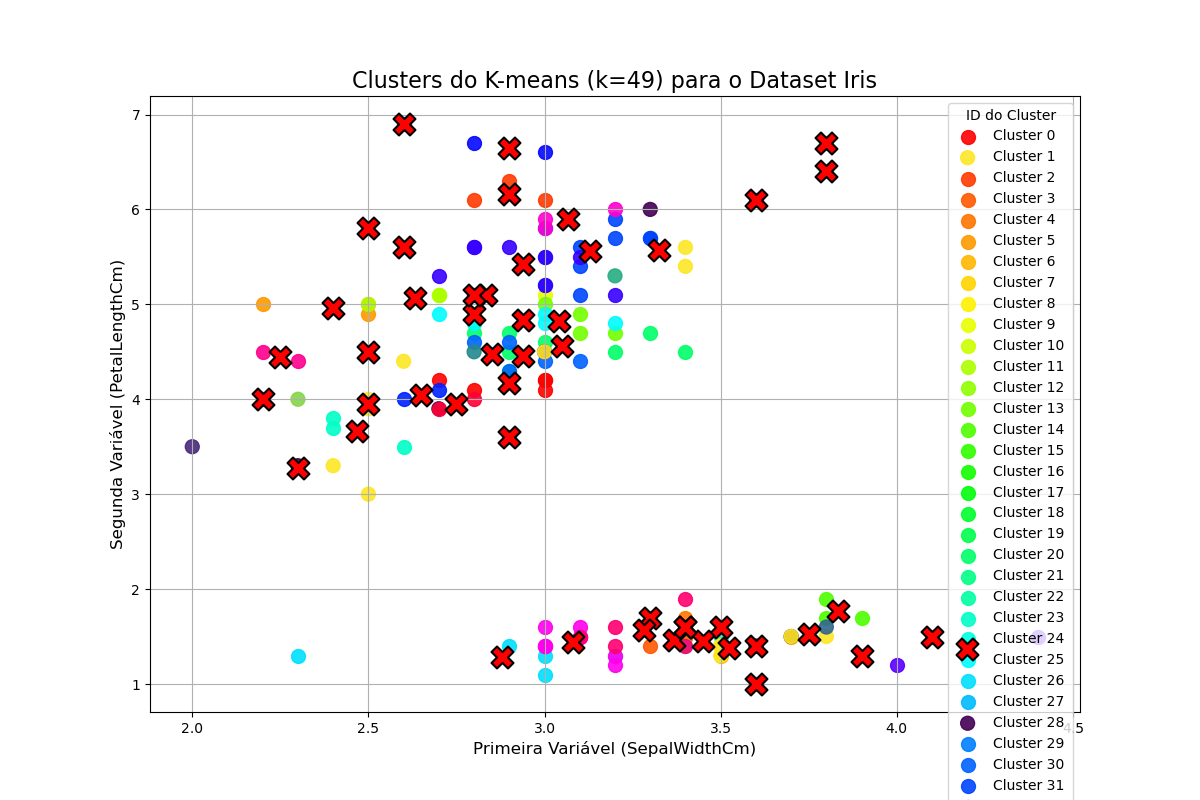 Clusters do K-means (k=49) para o Dataset Iris
Segunda Variável (PetalLengthCm)
7
6
5
4
3
2
1
2.0
2.5
3.0
3.5
4.0
4.5
Primeira Variável (SepalWidthCm)
ID do Cluster
Cluster 0
Cluster 1
Cluster 2
Cluster 3
Cluster 4
Cluster 5
Cluster 6
Cluster 7
Cluster 8
Cluster 9
Cluster 10
Cluster 11
Cluster 12
Cluster 13
Cluster 14
Cluster 15
Cluster 16
Cluster 17
Cluster 18
Cluster 19
Cluster 20
Cluster 21
Cluster 22
Cluster 23
Cluster 24
Cluster 25
Cluster 26
Cluster 27
Cluster 28
Cluster 29
Cluster 30
Cluster 31